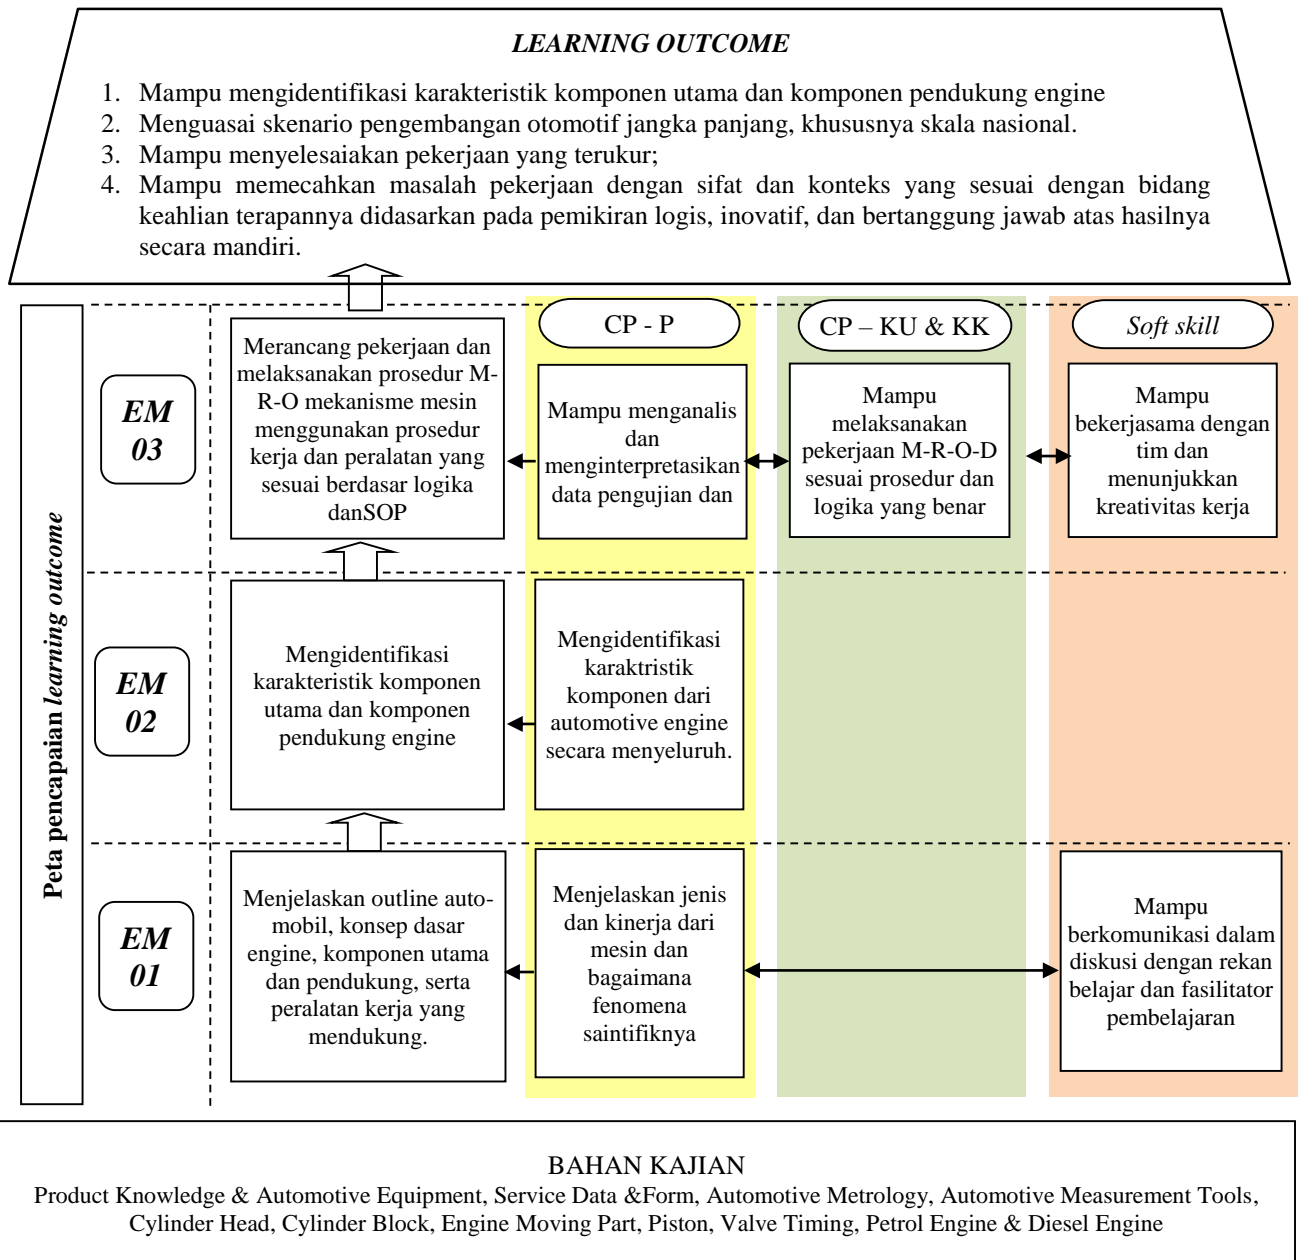 LEARNING OUTCOME
1. Mampu mengidentifikasi karakteristik komponen utama dan komponen pendukung engine
2. Menguasai skenario pengembangan otomotif jangka panjang, khususnya skala nasional.
3. Mampu menyelesaiakan pekerjaan yang terukur;
4. Mampu memecahkan masalah pekerjaan dengan sifat dan konteks yang sesuai dengan bidang
keahlian terapannya didasarkan pada pemikiran logis, inovatif, dan bertanggung jawab atas hasilnya
secara mandiri.
Peta pencapaian learning outcome
EM
03
Merancang pekerjaan dan
melaksanakan prosedur M-
R-O mekanisme mesin
menggunakan prosedur
kerja dan peralatan yang
sesuai berdasar logika
danSOP
CP - P
Mampu menganalis
dan
menginterpretasikan
data pengujian dan
CP – KU & KK
Mampu
melaksanakan
pekerjaan M-R-O-D
sesuai prosedur dan
logika yang benar
Soft skill
Mampu
bekerjasama dengan
tim dan
menunjukkan
kreativitas kerja
EM
02
Mengidentifikasi
karakteristik komponen
utama dan komponen
pendukung engine
Mengidentifikasi
karaktristik
komponen dari
automotive engine
secara menyeluruh.
EM
01
Menjelaskan outline auto-
mobil, konsep dasar
engine, komponen utama
dan pendukung, serta
peralatan kerja yang
mendukung.
Menjelaskan jenis
dan kinerja dari
mesin dan
bagaimana
fenomena
saintifiknya
Mampu
berkomunikasi dalam
diskusi dengan rekan
belajar dan fasilitator
pembelajaran
BAHAN KAJIAN
Product Knowledge & Automotive Equipment, Service Data &Form, Automotive Metrology, Automotive Measurement Tools,
Cylinder Head, Cylinder Block, Engine Moving Part, Piston, Valve Timing, Petrol Engine & Diesel Engine